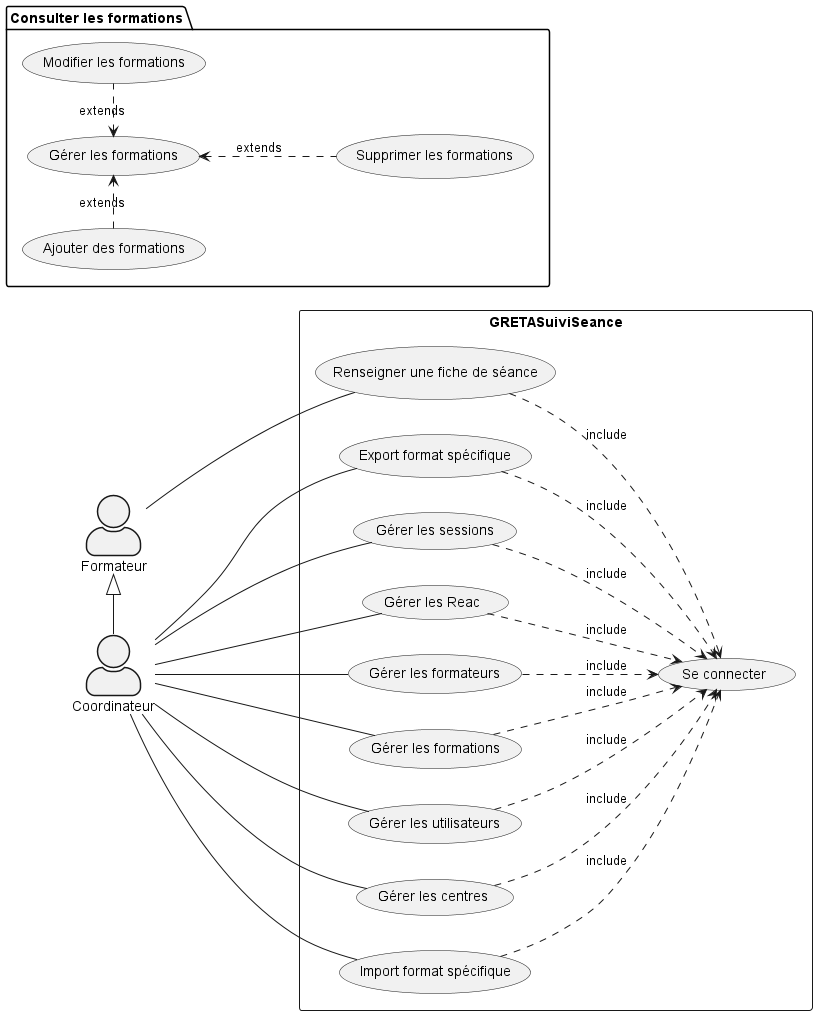 Consulter les formations
Modifier les formations
extends
Gérer les formations
extends
Supprimer les formations
extends
Ajouter des formations
GRETASuiviSeance
Renseigner une fiche de séance
include
Export format spécifique
include
Gérer les sessions
include
Formateur
Gérer les Reac
include
Gérer les formateurs
include
Se connecter
include
Coordinateur
Gérer les formations
include
Gérer les utilisateurs
include
Gérer les centres
include
Import format spécifique